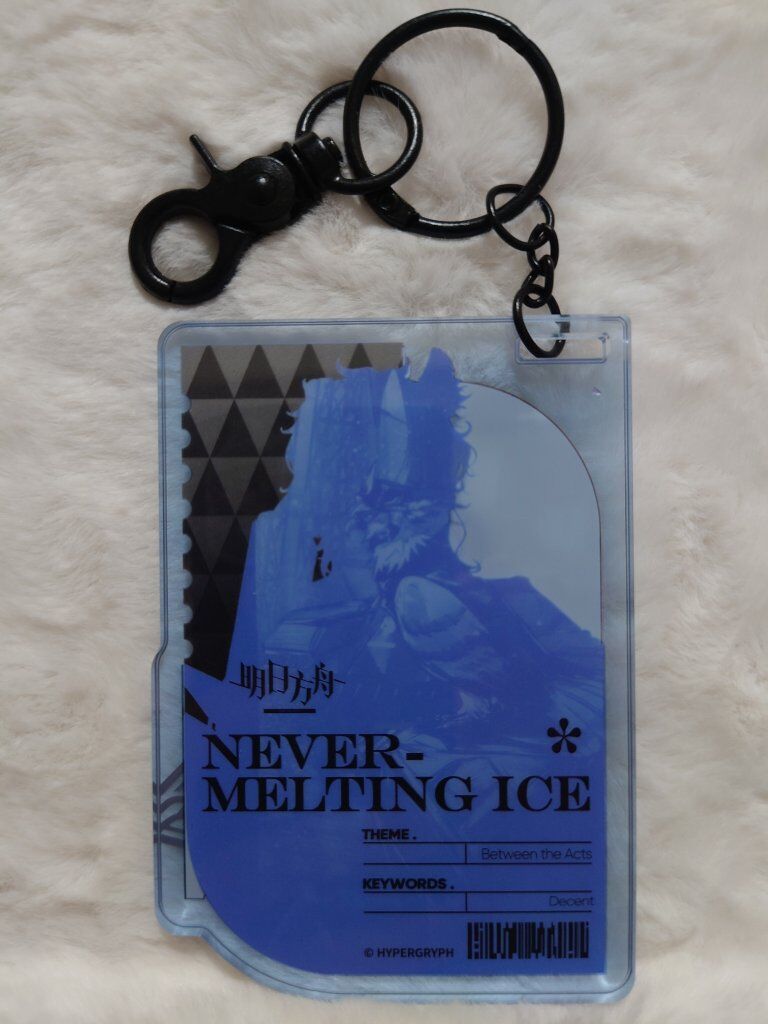 明日方舟
NEVER-
MELTING ICE
*
THEME .
Between the Acts
KEYWORDS .
Decent
© HYPERGRYPH